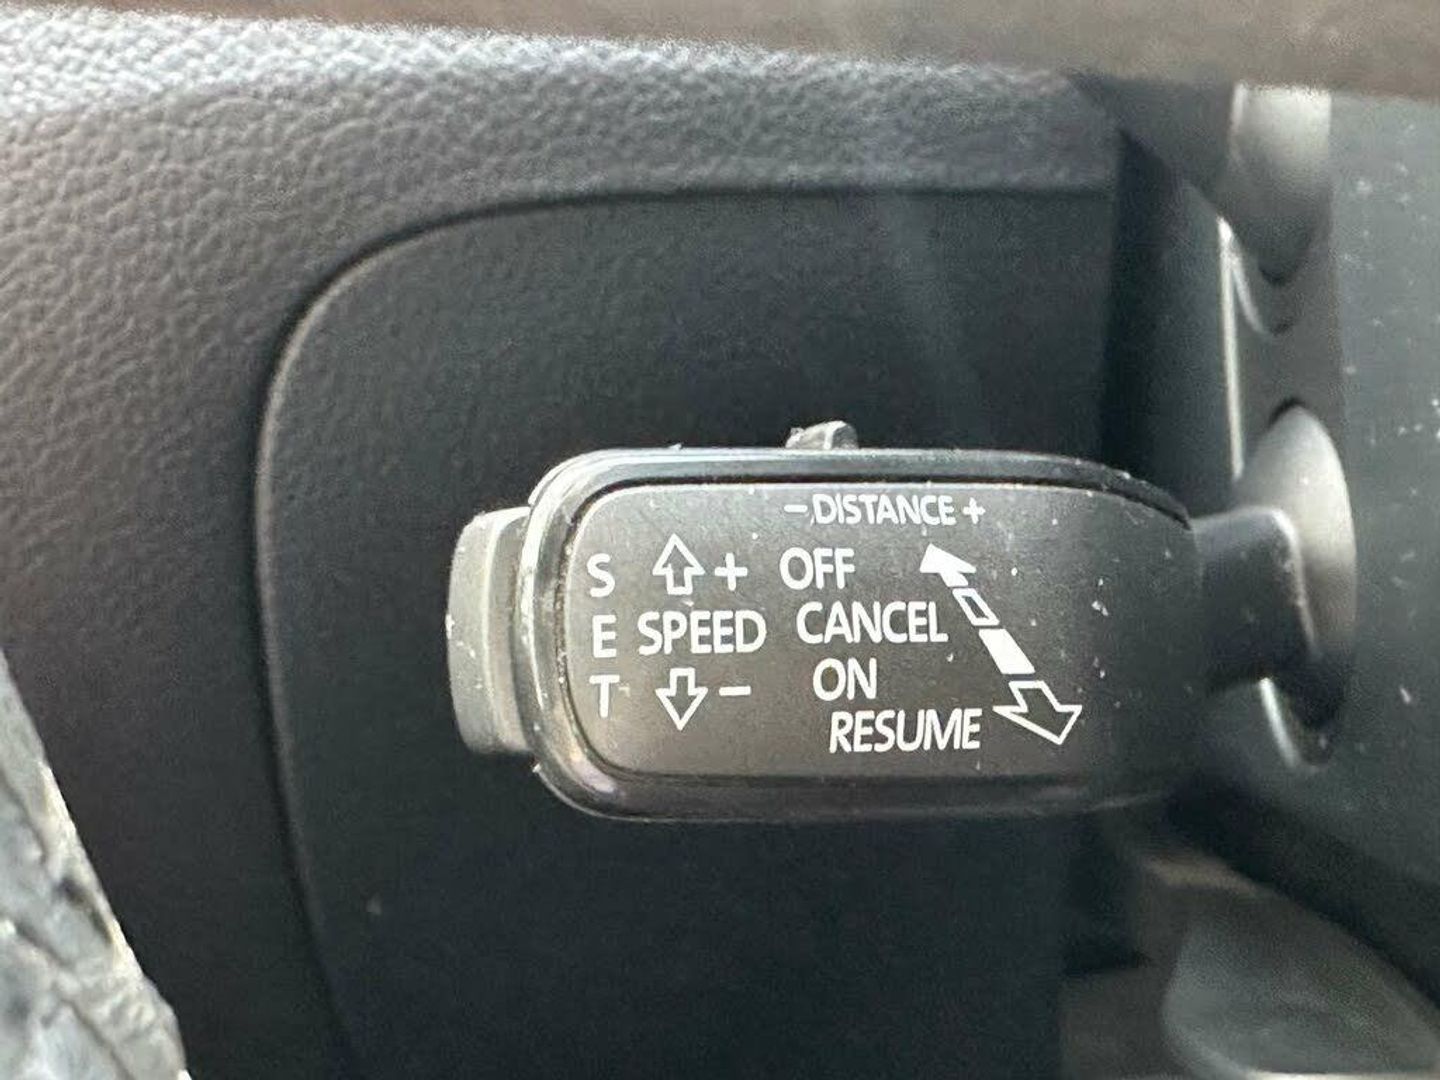 - DISTANCE +
S + OFF
E SPEED CANCEL
T - ON
RESUME